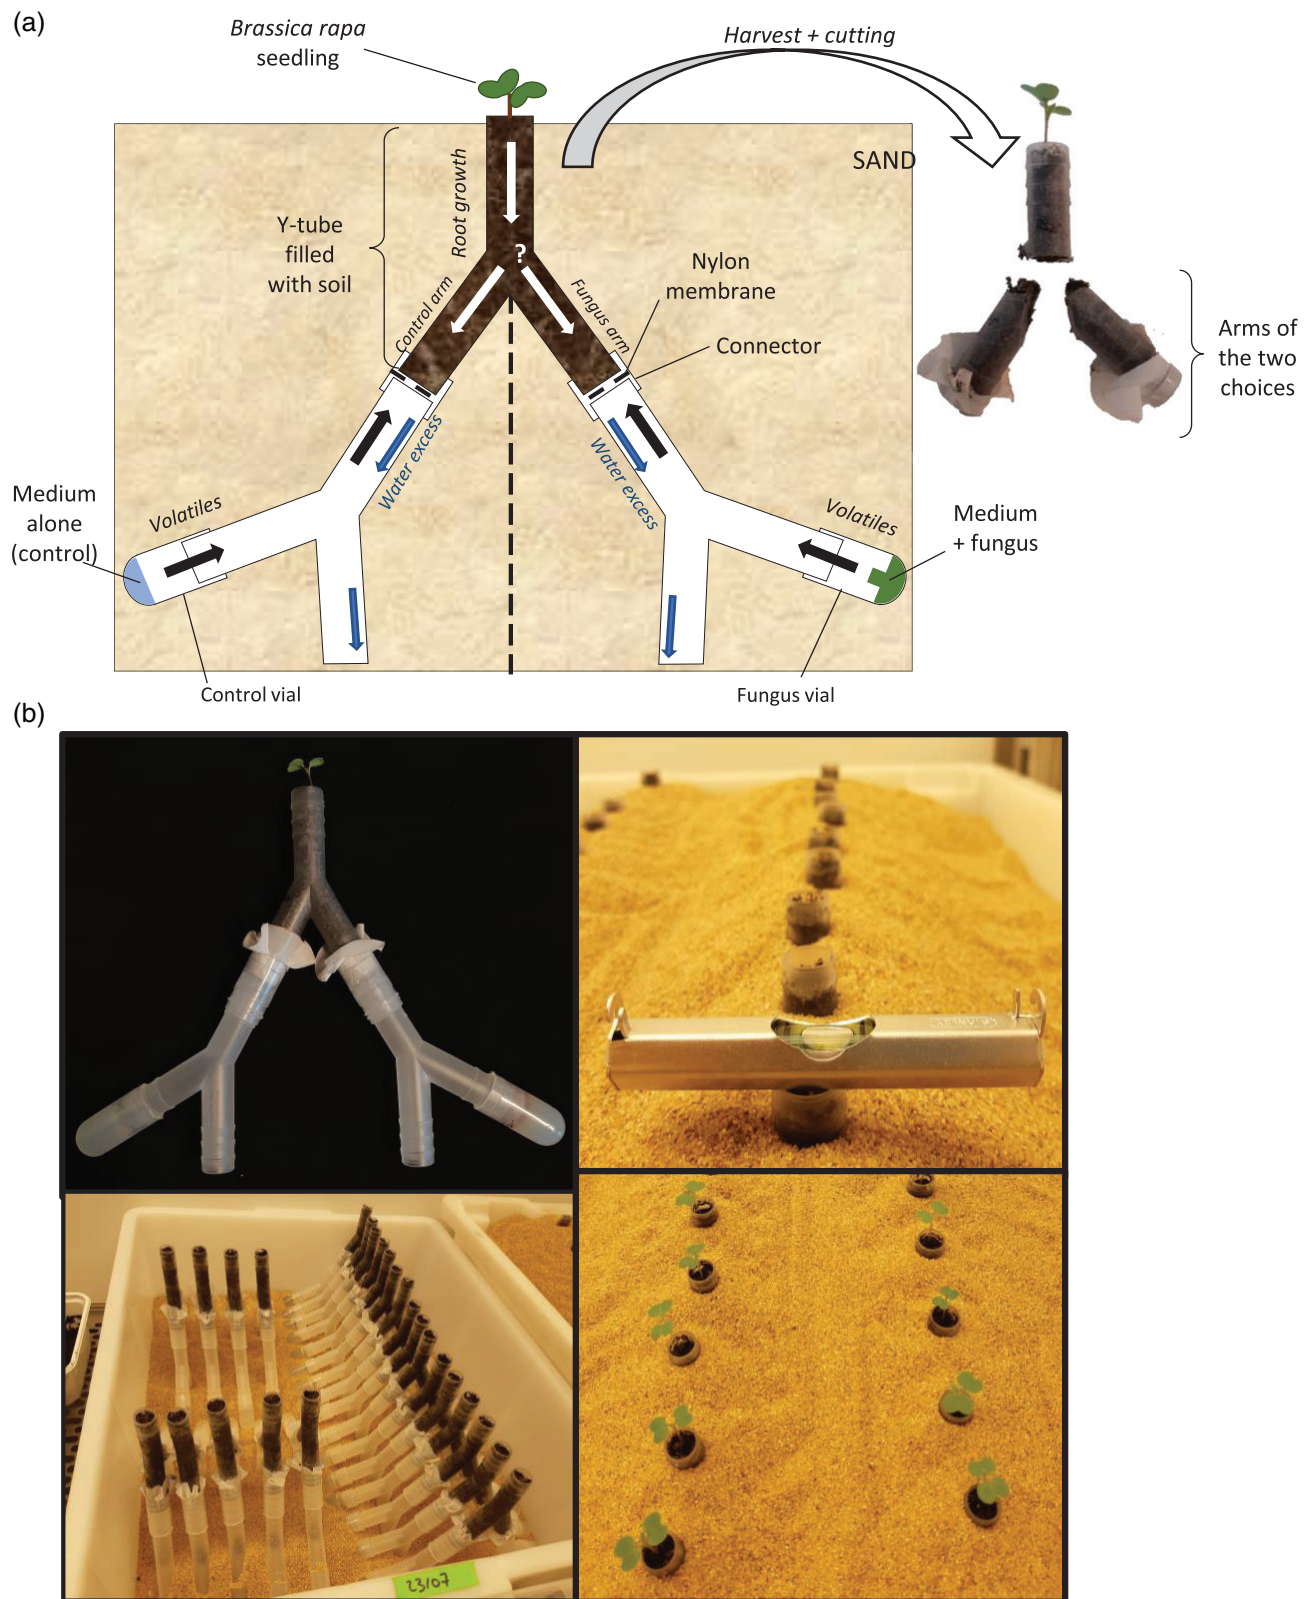 (a)
Brassica rapa
seedling
Harvest + cutting
SAND
Root growth
Y-tube
filled
with soil
?
Nylon
membrane
Control arm
Fungus arm
Connector
Arms of
the two
choices
Water excess
Water excess
Medium
alone
(control)
Volatiles
Volatiles
Medium
+ fungus
Control vial
Fungus vial
(b)
23/07